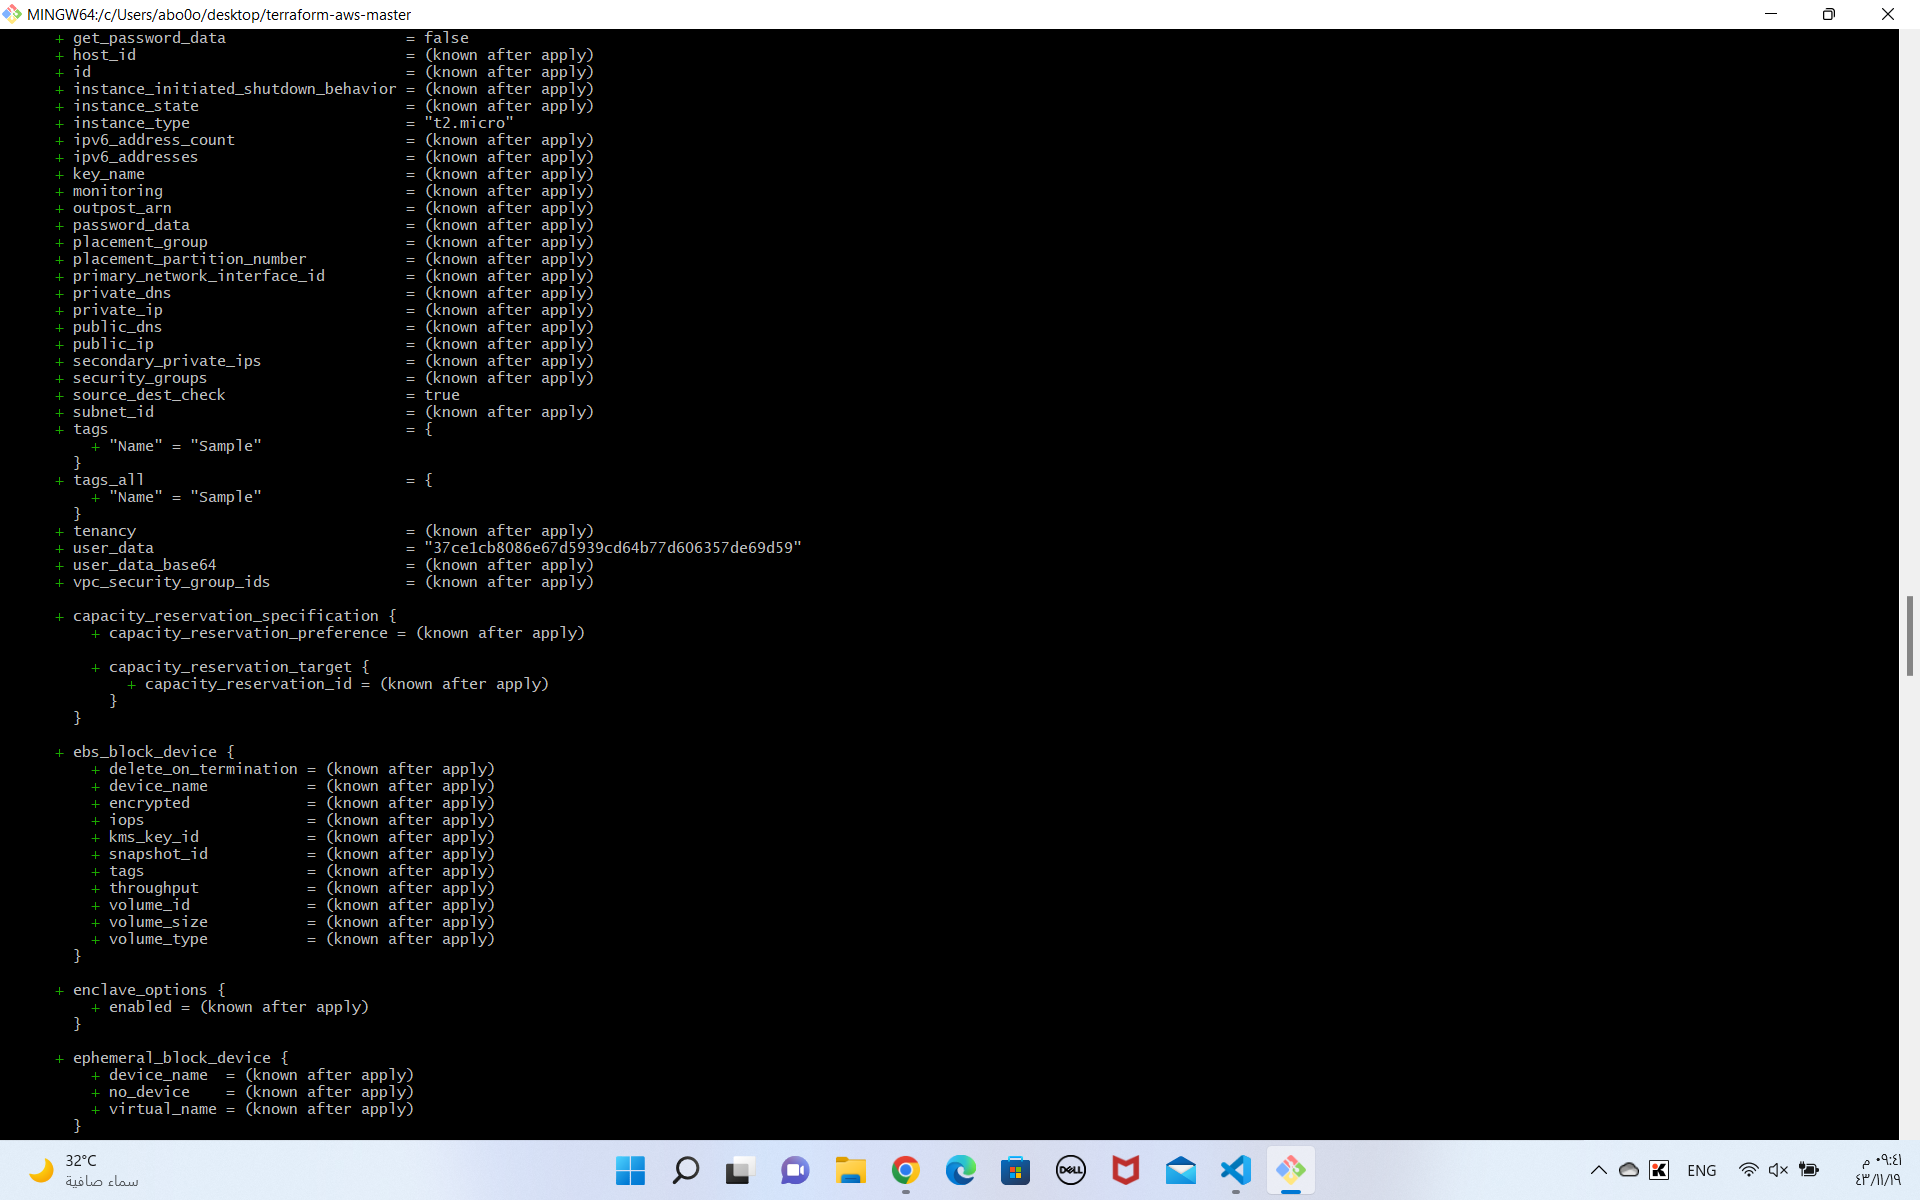 MINGW64:/c/Users/abo0o/desktop/terraform-aws-master
+ get_password_data = false
+ host_id = (known after apply)
+ id = (known after apply)
+ instance_initiated_shutdown_behavior = (known after apply)
+ instance_state = (known after apply)
+ instance_type = "t2.micro"
+ ipv6_address_count = (known after apply)
+ ipv6_addresses = (known after apply)
+ key_name = (known after apply)
+ monitoring = (known after apply)
+ outpost_arn = (known after apply)
+ password_data = (known after apply)
+ placement_group = (known after apply)
+ placement_partition_number = (known after apply)
+ primary_network_interface_id = (known after apply)
+ private_dns = (known after apply)
+ private_ip = (known after apply)
+ public_dns = (known after apply)
+ public_ip = (known after apply)
+ secondary_private_ips = (known after apply)
+ security_groups = (known after apply)
+ source_dest_check = true
+ subnet_id = (known after apply)
+ tags = {
+ "Name" = "Sample"
}
+ tags_all = {
+ "Name" = "Sample"
}
+ tenancy = (known after apply)
+ user_data = "37ce1cb8086e67d5939cd64b77d606357de69d59"
+ user_data_base64 = (known after apply)
+ vpc_security_group_ids = (known after apply)
+ capacity_reservation_specification {
+ capacity_reservation_preference = (known after apply)
+ capacity_reservation_target {
+ capacity_reservation_id = (known after apply)
}
}
+ ebs_block_device {
+ delete_on_termination = (known after apply)
+ device_name = (known after apply)
+ encrypted = (known after apply)
+ iops = (known after apply)
+ kms_key_id = (known after apply)
+ snapshot_id = (known after apply)
+ tags = (known after apply)
+ throughput = (known after apply)
+ volume_id = (known after apply)
+ volume_size = (known after apply)
+ volume_type = (known after apply)
}
+ enclave_options {
+ enabled = (known after apply)
}
+ ephemeral_block_device {
+ device_name = (known after apply)
+ no_device = (known after apply)
+ virtual_name = (known after apply)
}
32°C
سماء صافية
DELL
K
ENG
٠٩:٤١ م
٤٣/١١/١٩